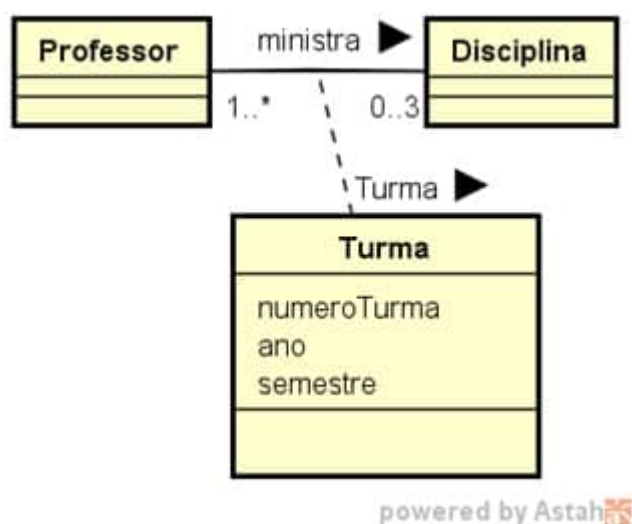 Professor
ministra ▶
Disciplina
1..*
0..3
Turma ▶
Turma
numeroTurma
ano
semestre
powered by Astah